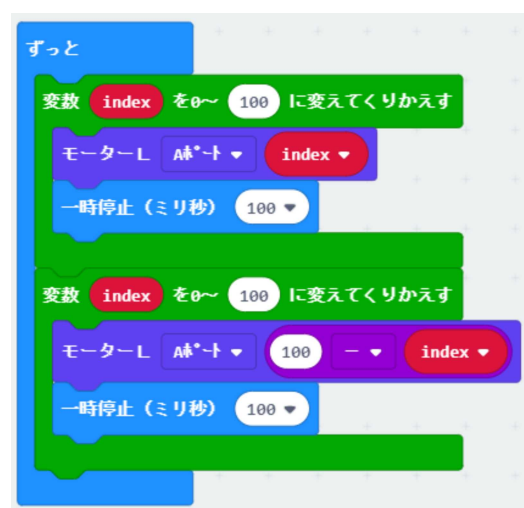 ずっと
変数 index を0～ 100 に変えてくりかえす
モーターL Aﾎﾟｰﾄ index
一時停止（ミリ秒） 100
変数 index を0～ 100 に変えてくりかえす
モーターL Aﾎﾟｰﾄ 100 - index
一時停止（ミリ秒） 100